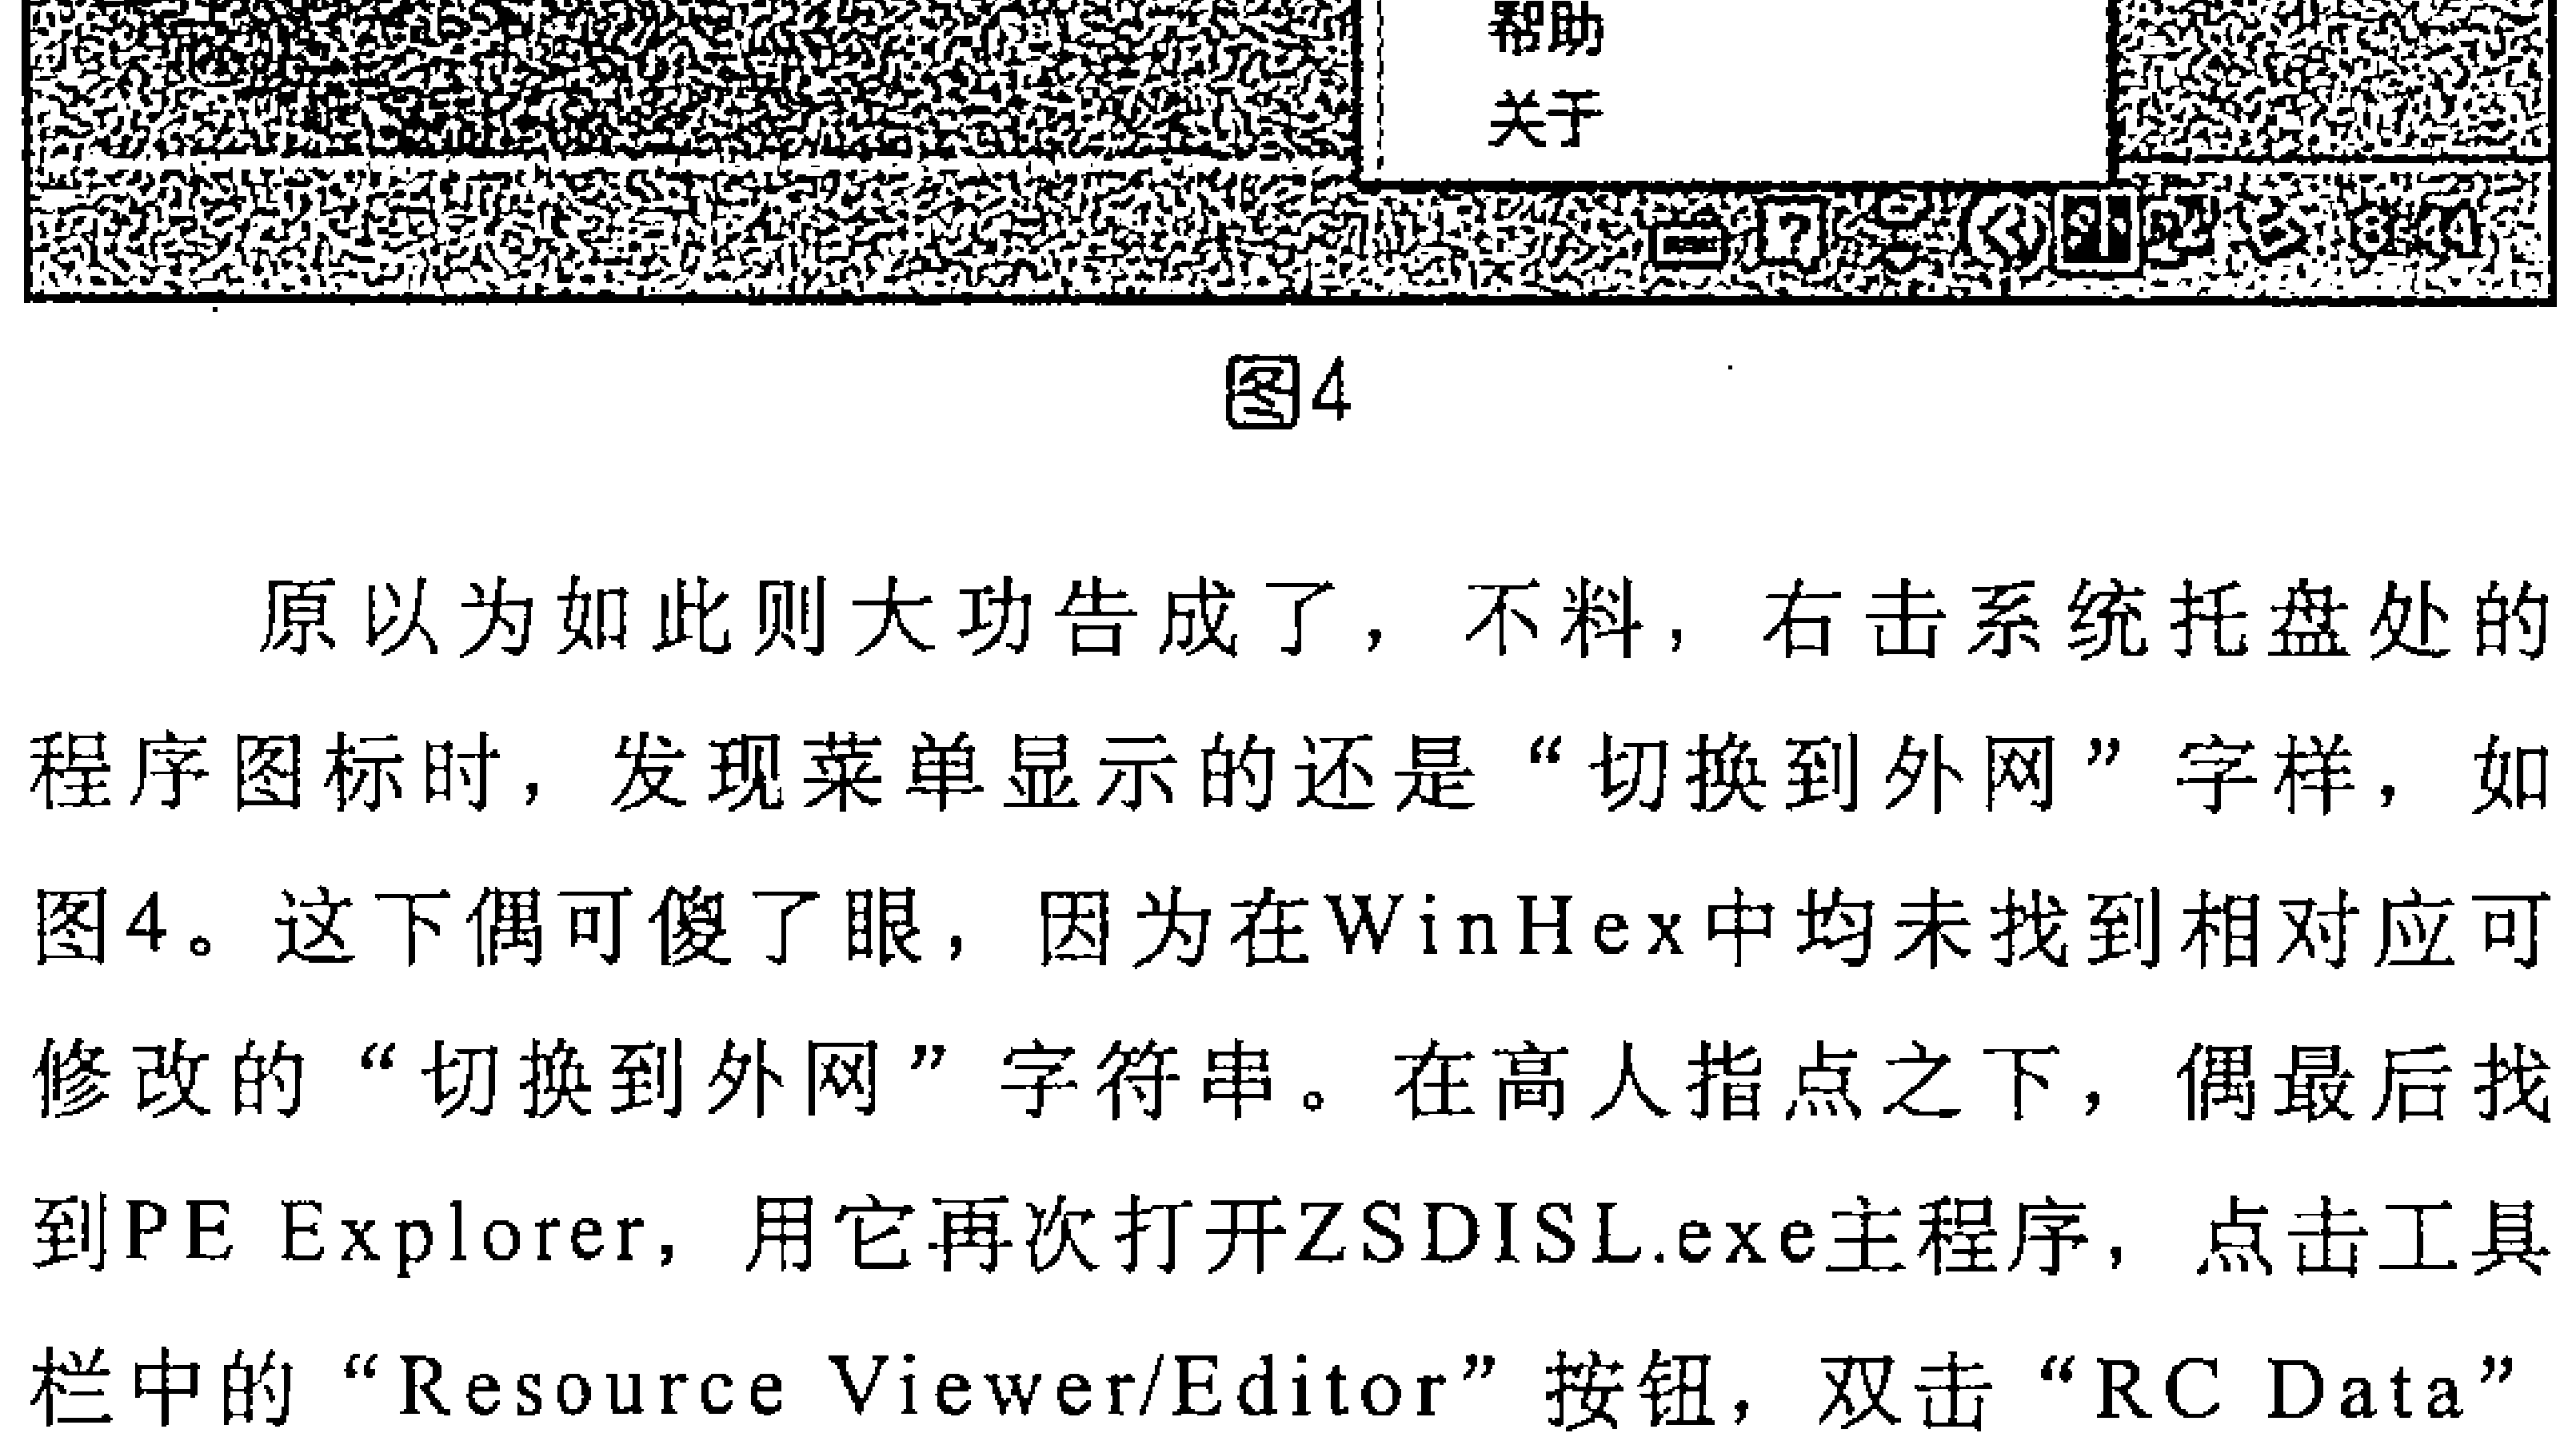 帮助
关于
外 8:44
图4
原以为如此则大功告成了，不料，右击系统托盘处的
程序图标时，发现菜单显示的还是“切换到外网”字样，如
图4。这下偶可傻了眼，因为在WinHex中均未找到相对应可
修改的“切换到外网”字符串。在高人指点之下，偶最后找
到PE Explorer，用它再次打开ZSDISL.exe主程序，点击工具
栏中的“Resource Viewer/Editor”按钮，双击“RC Data”